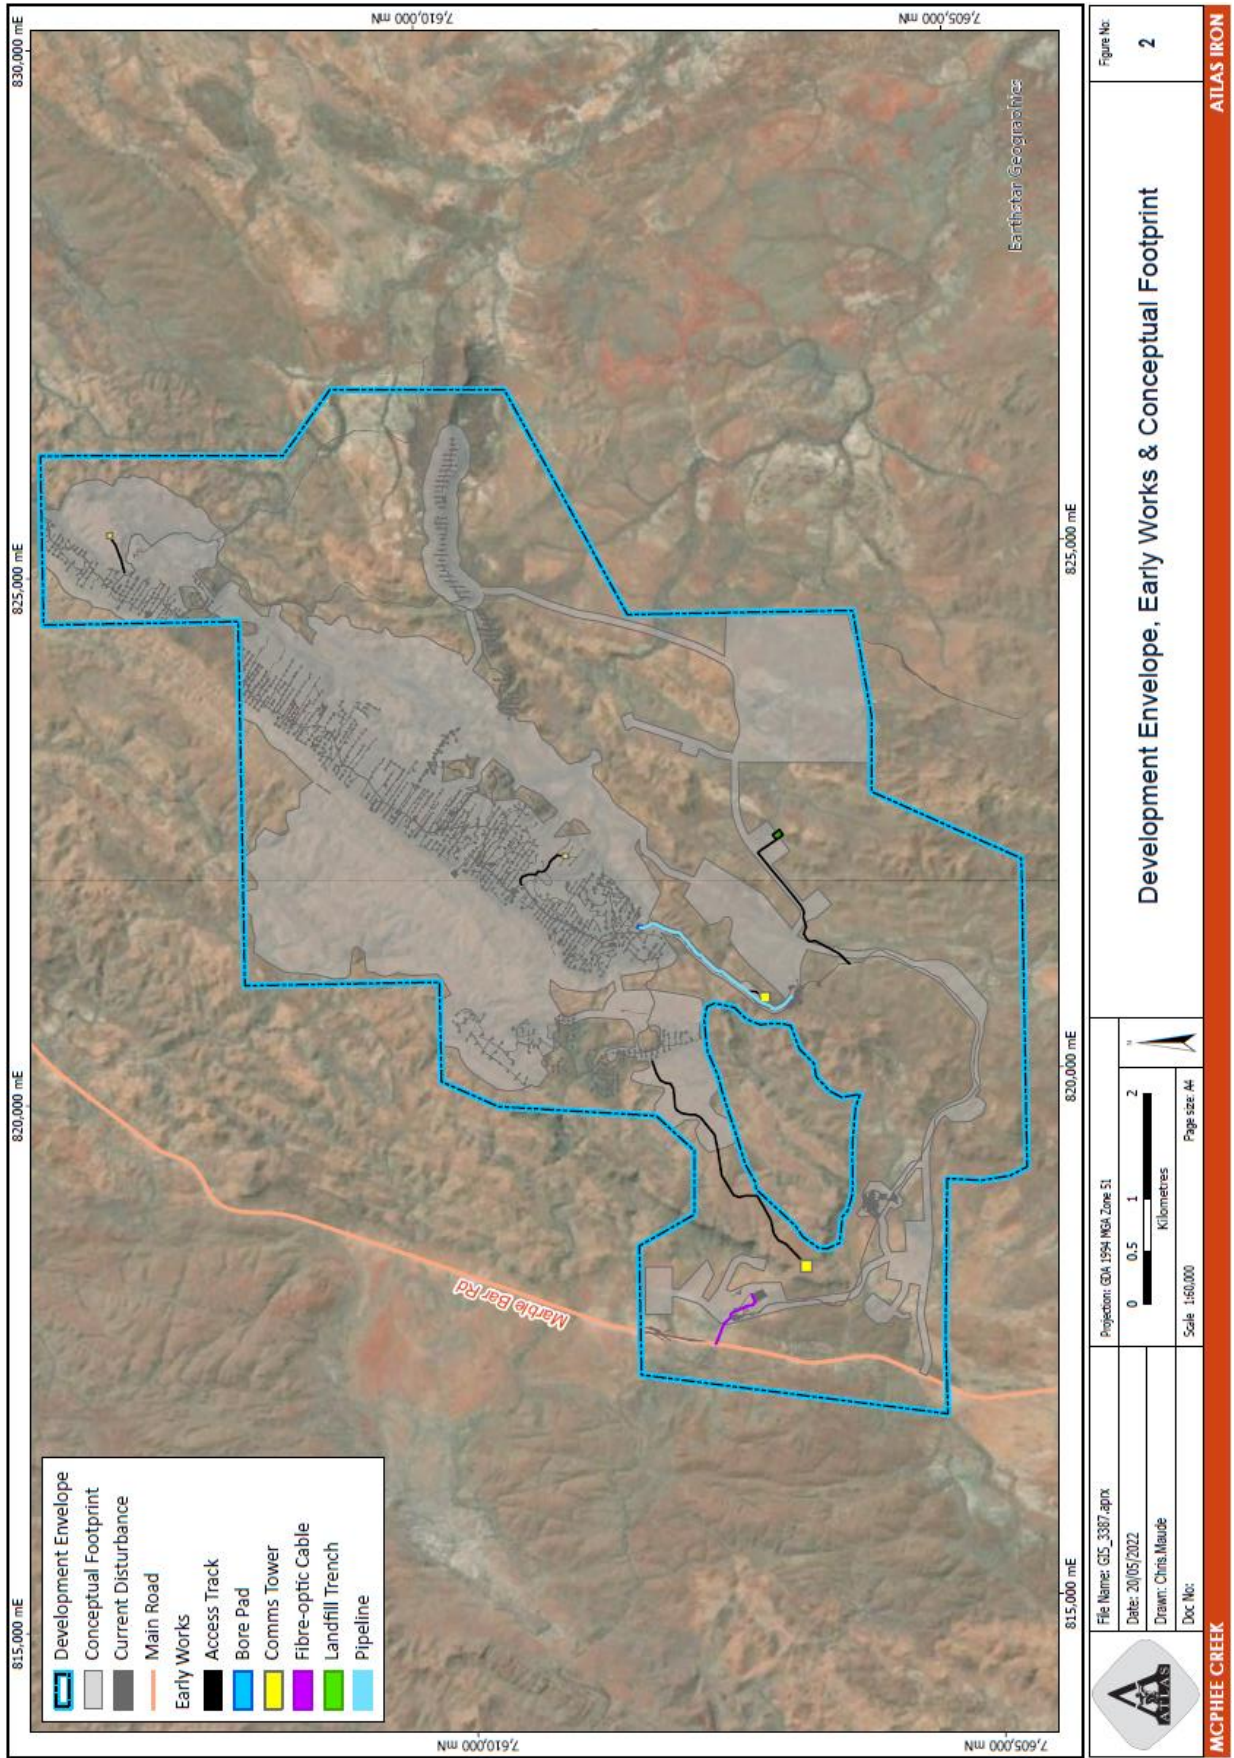 815,000 mE
820,000 mE
825,000 mE
830,000 mE
7,610,000 mN
7,610,000 mN
7,605,000 mN
7,605,000 mN
Development Envelope
Conceptual Footprint
Current Disturbance
Main Road
Early Works
Access Track
Bore Pad
Comms Tower
Fibre-optic Cable
Landfill Trench
Pipeline
Marble Bar Rd
Earthstar Geographics
815,000 mE
820,000 mE
825,000 mE
ATLAS
File Name: GIS_3387.aprx
Date: 20/05/2022
Drawn: Chris.Maude
Doc No:
Projection: GDA 1994 MGA Zone 51
0 0.5 1 2
Kilometres
Scale 1:60,000 Page size: A4
N
Development Envelope, Early Works & Conceptual Footprint
Figure No:
2
MCPHEE CREEK
ATLAS IRON